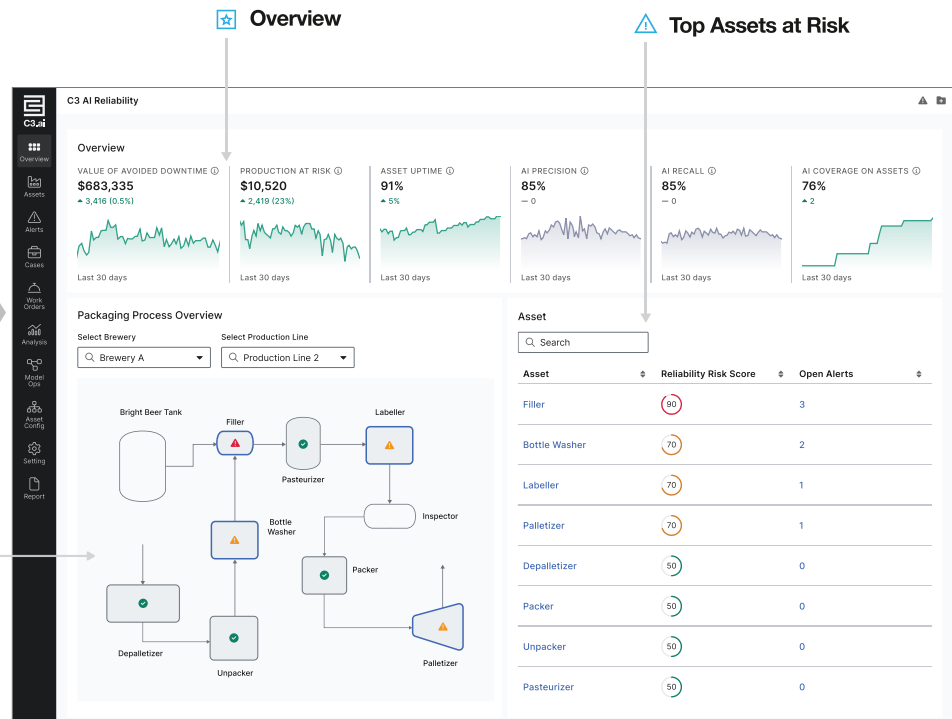 Overview
Top Assets at Risk
C3.ai
C3 AI Reliability
Overview
Assets
Alerts
Cases
Work
Orders
Analysis
Model
Ops
Asset
Config
Setting
Report
Overview
VALUE OF AVOIDED DOWNTIME
$683,335
3,416 (0.5%)
Last 30 days
PRODUCTION AT RISK
$10,520
2,419 (23%)
Last 30 days
ASSET UPTIME
91%
5%
Last 30 days
AI PRECISION
85%
— 0
Last 30 days
AI RECALL
85%
— 0
Last 30 days
AI COVERAGE ON ASSETS
76%
2
Last 30 days
Packaging Process Overview
Select Brewery
Brewery A
Select Production Line
Production Line 2
Bright Beer Tank
Filler
Labeller
Pasteurizer
Bottle
Washer
Inspector
Packer
Depalletizer
Unpacker
Palletizer
Asset
Search
Asset Reliability Risk Score Open Alerts
Filler 90 3
Bottle Washer 70 2
Labeller 70 1
Palletizer 70 1
Depalletizer 50 0
Packer 50 0
Unpacker 50 0
Pasteurizer 50 0